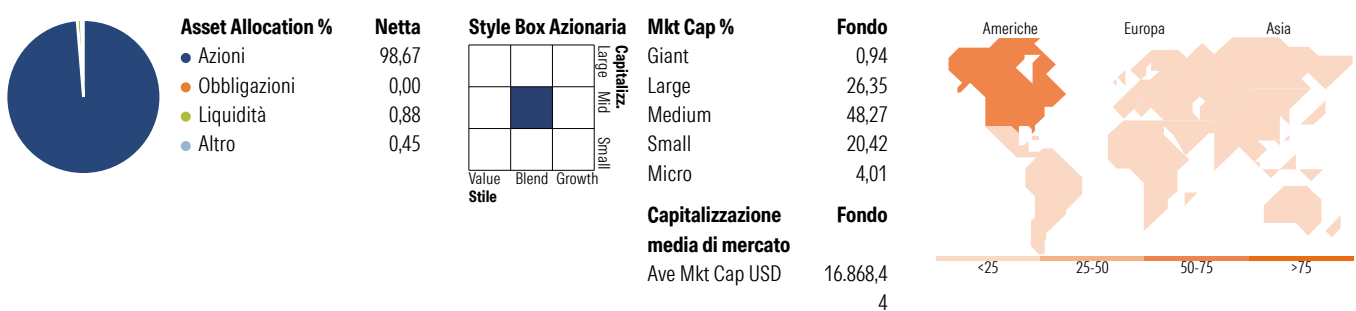 Asset Allocation % Netta
Azioni 98,67
Obbligazioni 0,00
Liquidità 0,88
Altro 0,45
Style Box Azionaria
Capitalizz.
Large Mid Small
Value Blend Growth
Stile
Mkt Cap % Fondo
Giant 0,94
Large 26,35
Medium 48,27
Small 20,42
Micro 4,01
Capitalizzazione Fondo
media di mercato
Ave Mkt Cap USD 16.868,4
4
Americhe Europa Asia
<25 25-50 50-75 >75